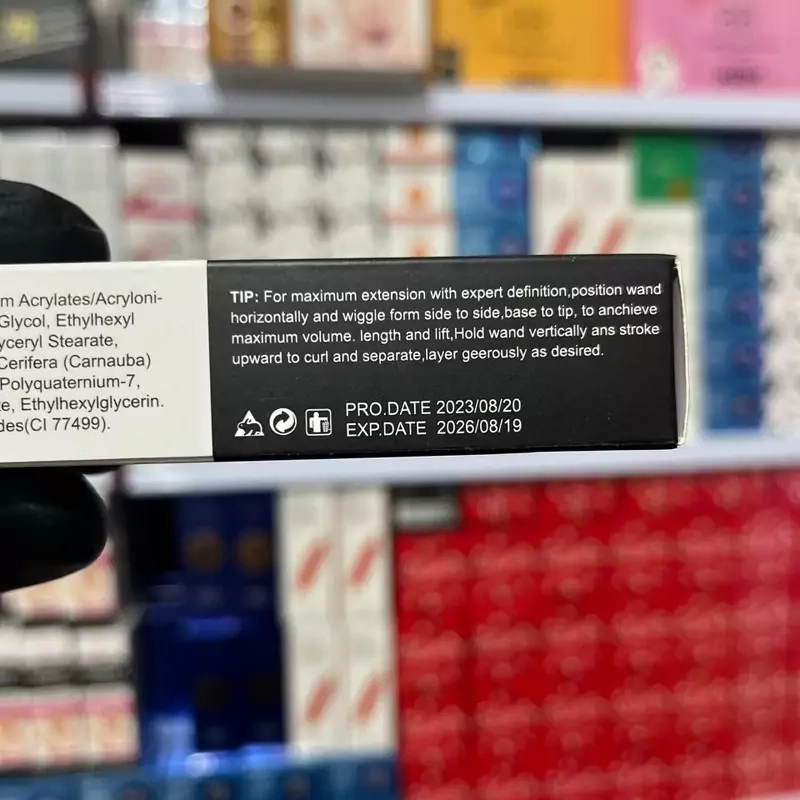 m Acrylates/Acryloni-
Glycol, Ethylhexyl
yceryl Stearate,
Cerifera (Carnauba)
Polyquaternium-7,
te, Ethylhexylglycerin.
des(CI 77499).
TIP: For maximum extension with expert definition,position wand
horizontally and wiggle form side to side,base to tip, to anchieve
maximum volume. length and lift,Hold wand vertically ans stroke
upward to curl and separate,layer geerously as desired.
PRO.DATE 2023/08/20
EXP.DATE 2026/08/19